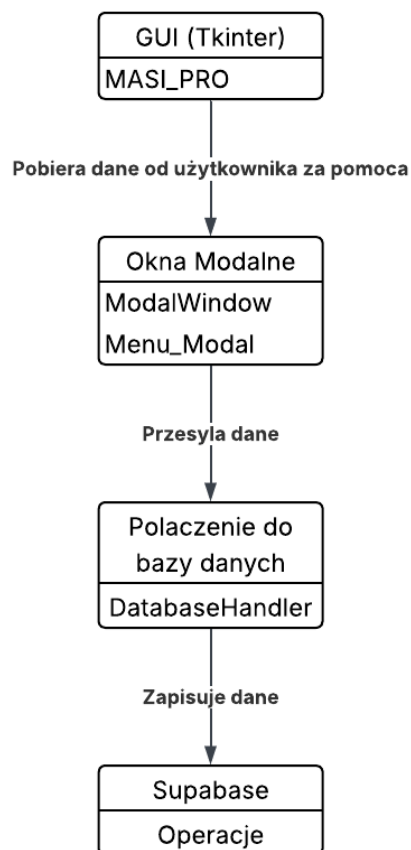 GUI (Tkinter)
MASI_PRO
Pobiera dane od użytkownika za pomoca
Okna Modalne
ModalWindow
Menu_Modal
Przesyla dane
Polaczenie do
bazy danych
DatabaseHandler
Zapisuje dane
Supabase
Operacje